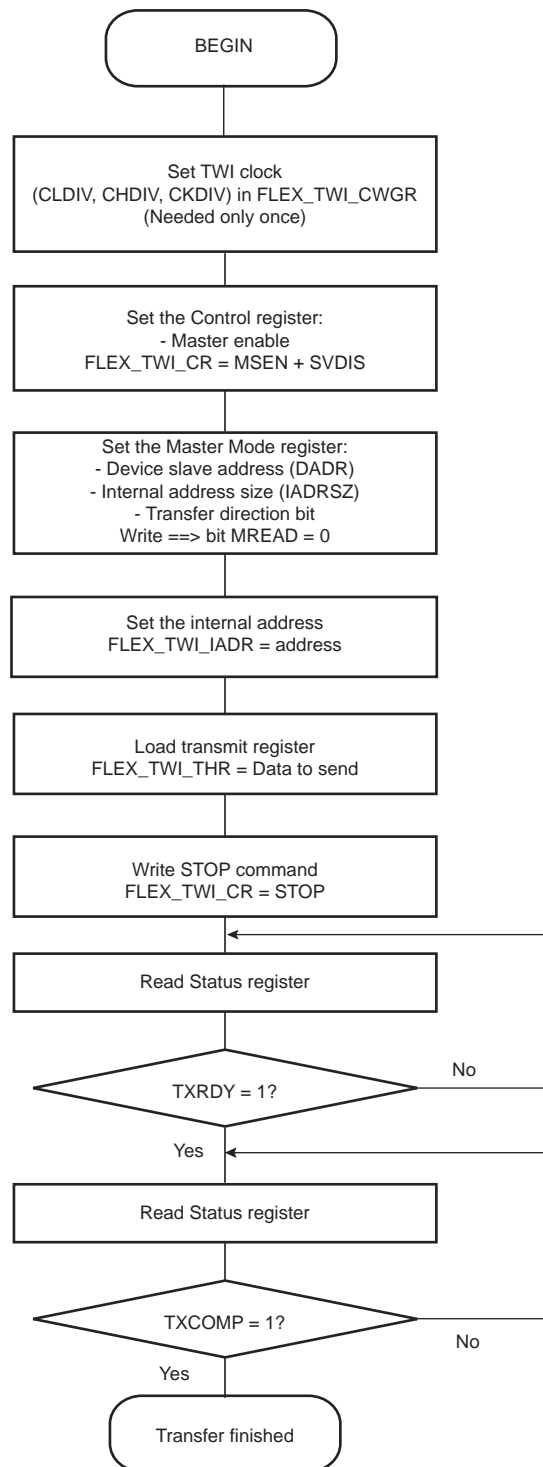 BEGIN
Set TWI clock
(CLDIV, CHDIV, CKDIV) in FLEX_TWI_CWGR
(Needed only once)
Set the Control register:
- Master enable
FLEX_TWI_CR = MSEN + SVDIS
Set the Master Mode register:
- Device slave address (DADR)
- Internal address size (IADRSZ)
- Transfer direction bit
Write ==> bit MREAD = 0
Set the internal address
FLEX_TWI_IADR = address
Load transmit register
FLEX_TWI_THR = Data to send
Write STOP command
FLEX_TWI_CR = STOP
Read Status register
TXRDY = 1?
No
Yes
Read Status register
TXCOMP = 1?
No
Yes
Transfer finished